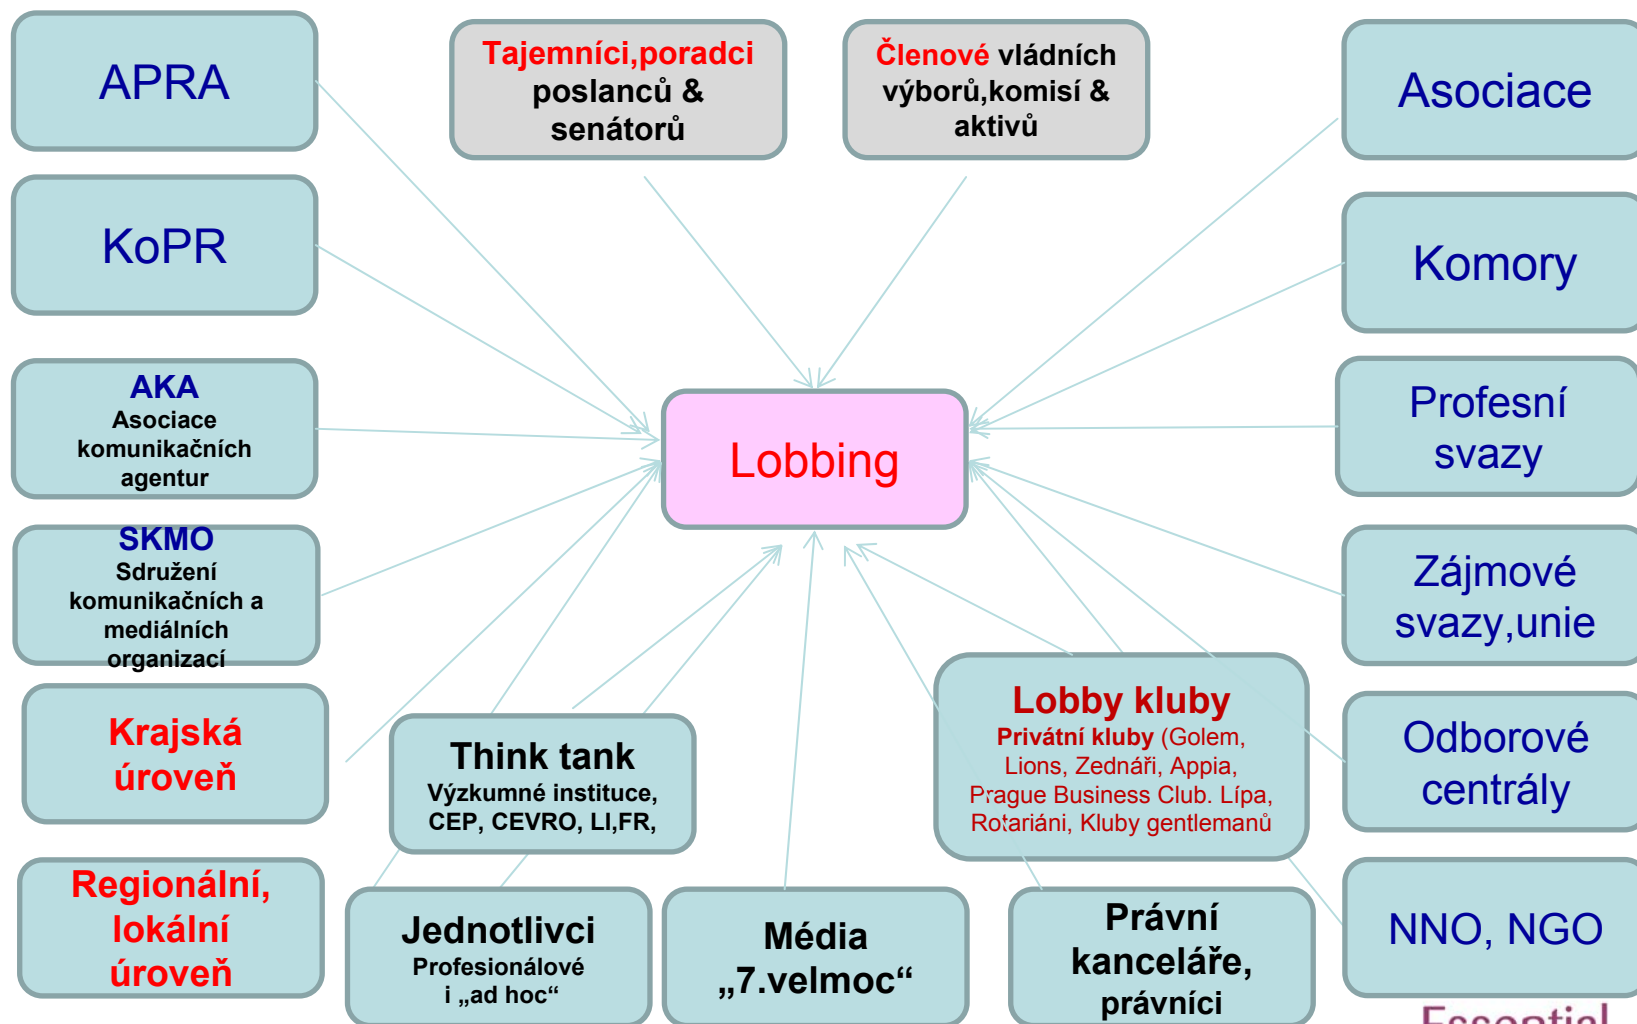 APRA
Tajemníci,poradci
poslanců &
senátorů
Členové vládních
výborů,komisí &
aktivů
Asociace
KoPR
Komory
AKA
Asociace
komunikačních
agentur
Lobbing
Profesní
svazy
SKMO
Sdružení
komunikačních a
mediálních
organizací
Zájmové
svazy,unie
Krajská
úroveň
Think tank
Výzkumné instituce,
CEP, CEVRO, LI,FR,
Lobby kluby
Privátní kluby (Golem,
Lions, Zednáři, Appia,
Prague Business Club. Lípa,
Rotariáni, Kluby gentlemanů
Odborové
centrály
Regionální,
lokální
úroveň
Jednotlivci
Profesionálové
i „ad hoc“
Média
„7.velmoc“
Právní
kanceláře,
právníci
NNO, NGO
Essential